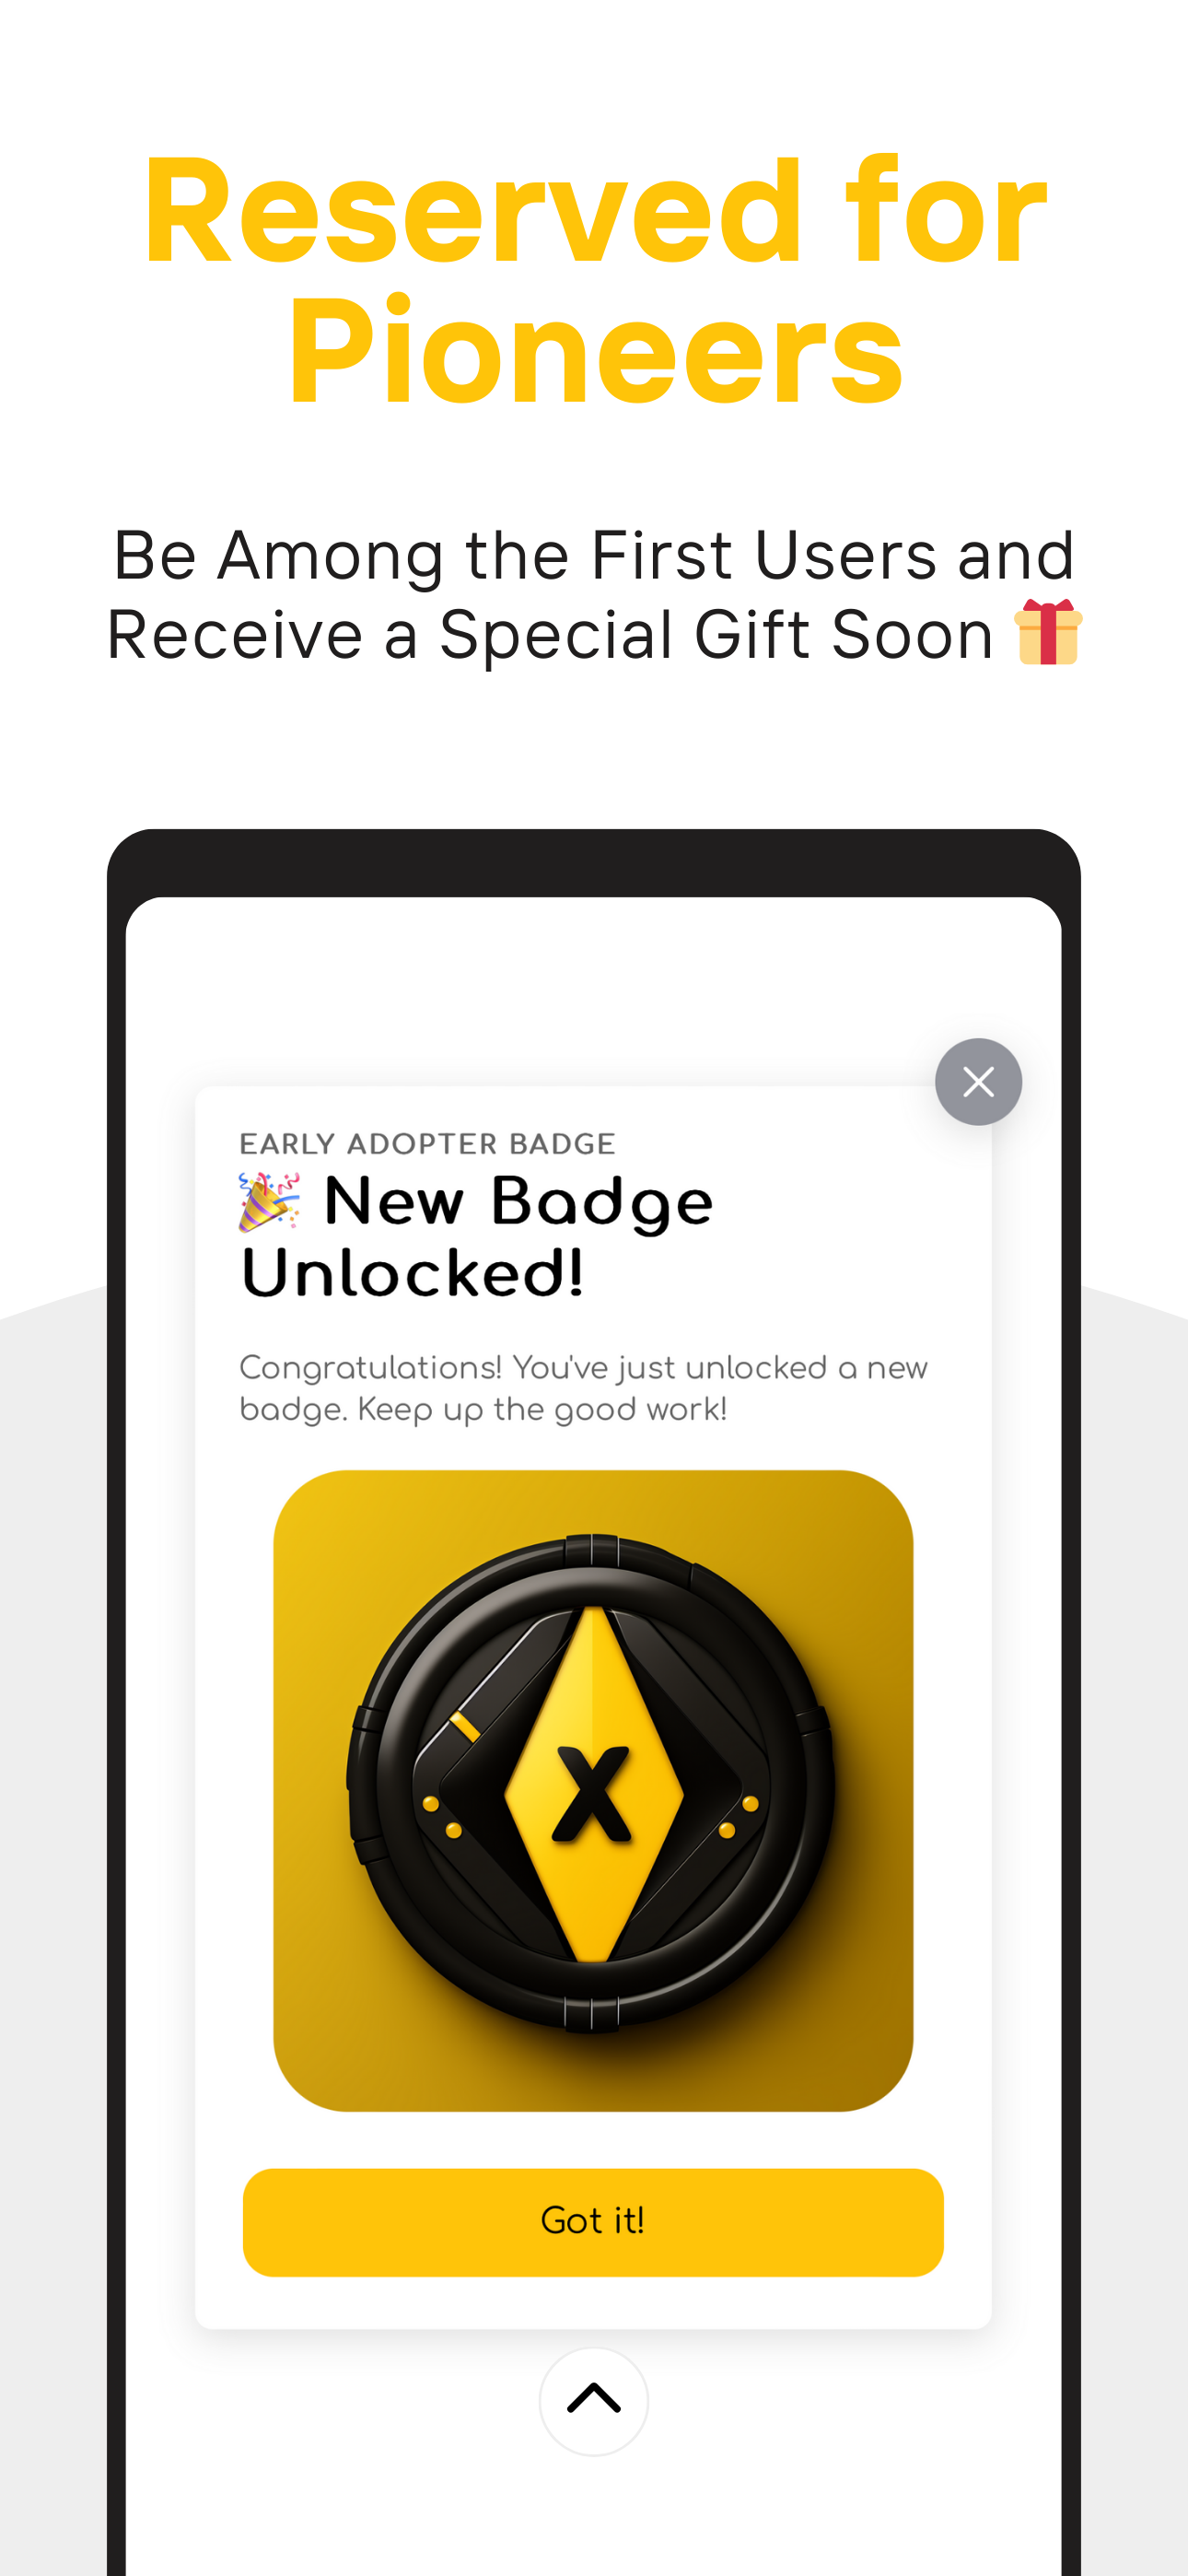 Reserved for
Pioneers
Be Among the First Users and
Receive a Special Gift Soon 🎁
EARLY ADOPTER BADGE
🎉 New Badge
Unlocked!
Congratulations! You've just unlocked a new
badge. Keep up the good work!
X
Got it!